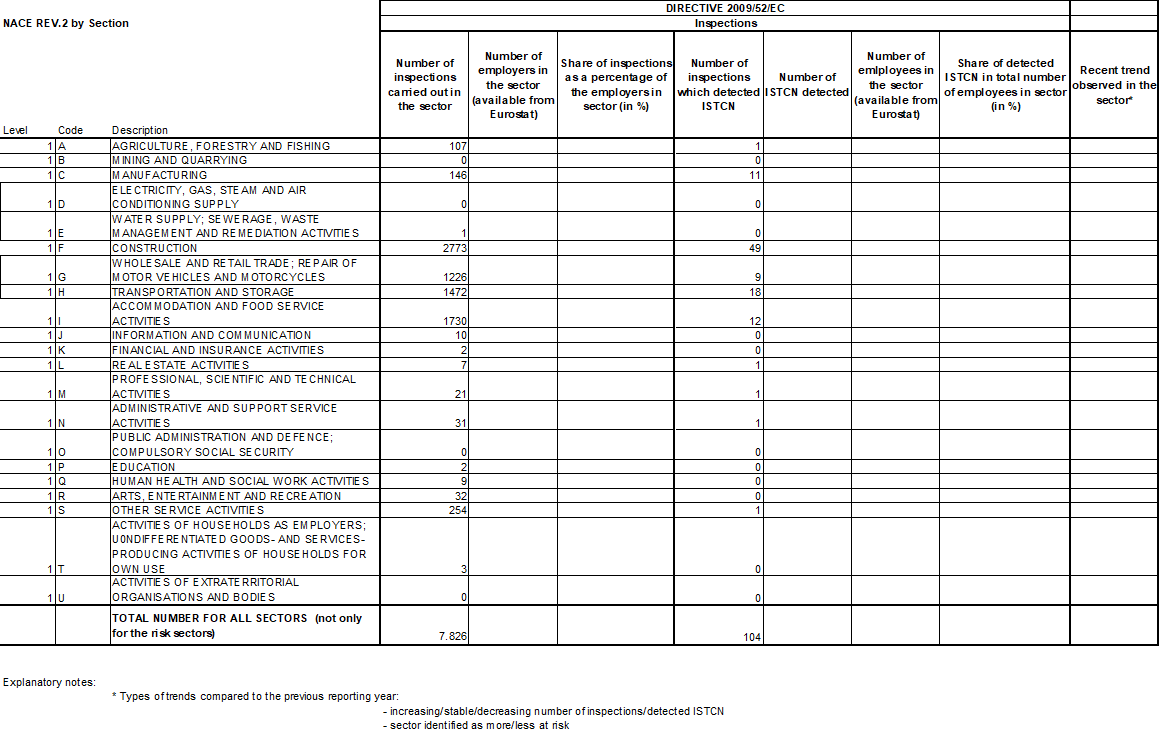 DIRECTIVE 2009/52/EC
NACE REV.2 by Section
Inspections
Level
Code
Description
Number of
inspections
carried out in
the sector
Number of
employers in
the sector
(available from
Eurostat)
Share of inspections
as a percentage of
the employers in
sector (in %)
Number of
inspections
which detected
ISTCN
Number of
ISTCN detected
Number of
emlployees in
the sector
(available from
Eurostat)
Share of detected
ISTCN in total number
of employees in sector
(in %)
Recent trend
observed in the
sector*
1 A AGRICULTURE, FORESTRY AND FISHING 107 1
1 B MINING AND QUARRYING 0 0
1 C MANUFACTURING 146 11
ELECTRICITY, GAS, STEAM AND AIR
1 D CONDITIONING SUPPLY 0 0
WATER SUPPLY; SEWERAGE, WASTE
1 E MANAGEMENT AND REMEDIATION ACTIVITIES 1 0
1 F CONSTRUCTION 2773 49
WHOLESALE AND RETAIL TRADE; REPAIR OF
1 G MOTOR VEHICLES AND MOTORCYCLES 1226 9
1 H TRANSPORTATION AND STORAGE 1472 18
ACCOMMODATION AND FOOD SERVICE
1 I ACTIVITIES 1730 12
1 J INFORMATION AND COMMUNICATION 10 0
1 K FINANCIAL AND INSURANCE ACTIVITIES 2 0
1 L REAL ESTATE ACTIVITIES 7 1
PROFESSIONAL, SCIENTIFIC AND TECHNICAL
1 M ACTIVITIES 21 1
ADMINISTRATIVE AND SUPPORT SERVICE
1 N ACTIVITIES 31 1
PUBLIC ADMINISTRATION AND DEFENCE;
1 O COMPULSORY SOCIAL SECURITY 0 0
1 P EDUCATION 2 0
1 Q HUMAN HEALTH AND SOCIAL WORK ACTIVITIES 9 0
1 R ARTS, ENTERTAINMENT AND RECREATION 32 0
1 S OTHER SERVICE ACTIVITIES 254 1
ACTIVITIES OF HOUSEHOLDS AS EMPLOYERS;
U0NDIFFERENTIATED GOODS- AND SERVICES-
PRODUCING ACTIVITIES OF HOUSEHOLDS FOR
1 T OWN USE 3 0
ACTIVITIES OF EXTRATERRITORIAL
1 U ORGANISATIONS AND BODIES 0 0
TOTAL NUMBER FOR ALL SECTORS (not only
for the risk sectors) 7.826 104
Explanatory notes:
* Types of trends compared to the previous reporting year:
- increasing/stable/decreasing number of inspections/detected ISTCN
- sector identified as more/less at risk